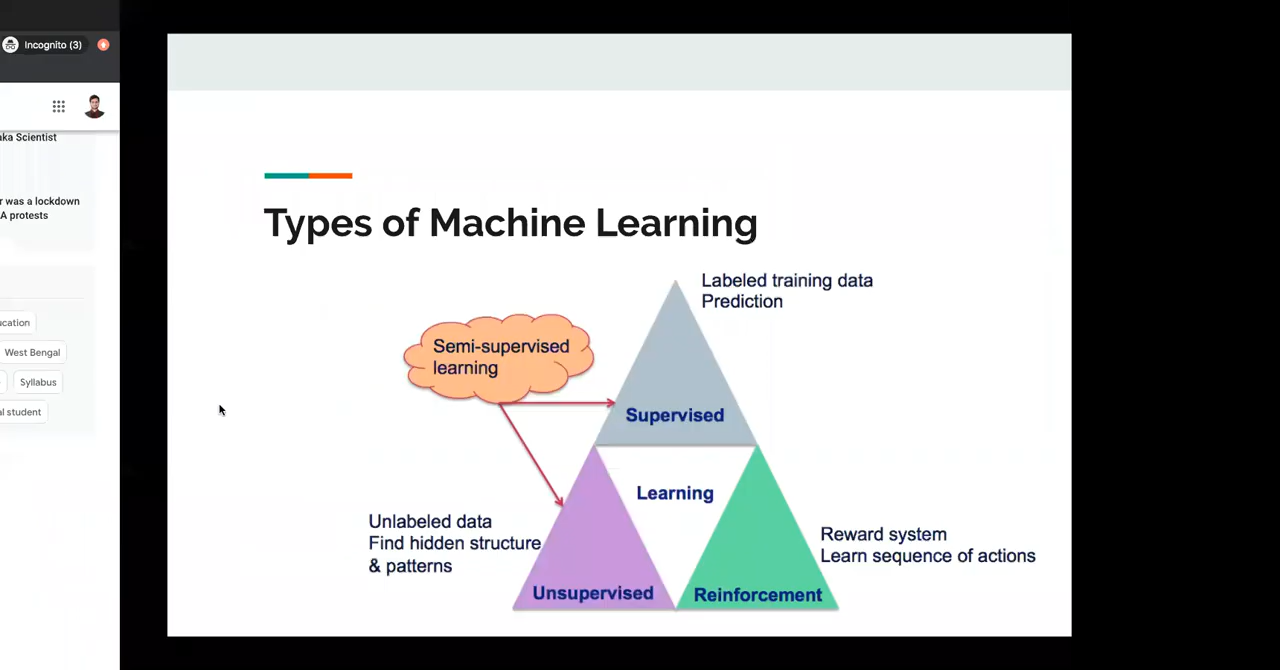 Incognito (3)
aka Scientist
r was a lockdown
A protests
ucation
West Bengal
Syllabus
al student
Types of Machine Learning
Labeled training data
Prediction
Semi-supervised
learning
Supervised
Learning
Unlabeled data
Find hidden structure
& patterns
Unsupervised
Reward system
Learn sequence of actions
Reinforcement